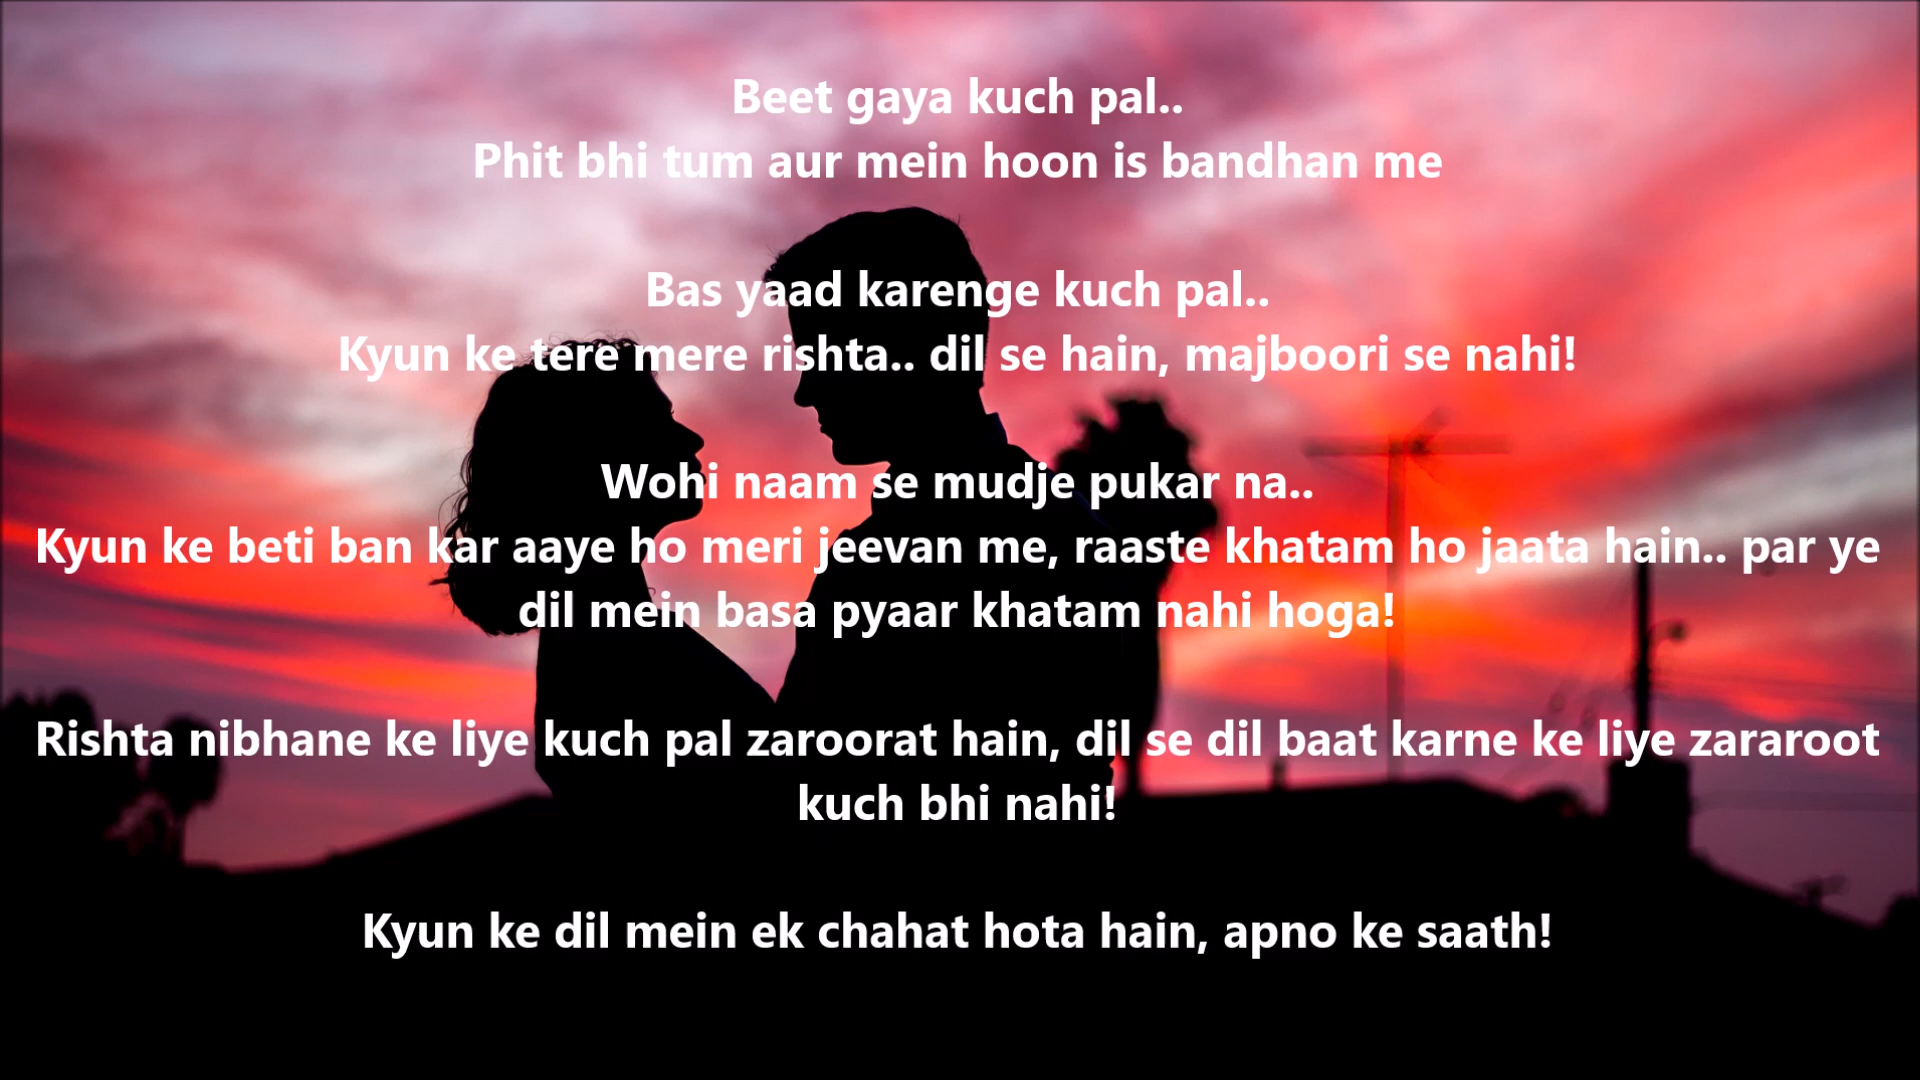 Beet gaya kuch pal..
Phit bhi tum aur mein hoon is bandhan me
Bas yaad karenge kuch pal..
Kyun ke tere mere rishta.. dil se hain, majboori se nahi!
Wohi naam se mudje pukar na..
Kyun ke beti ban kar aaye ho meri jeevan me, raaste khatam ho jaata hain.. par ye
dil mein basa pyaar khatam nahi hoga!
Rishta nibhane ke liye kuch pal zaroorat hain, dil se dil baat karne ke liye zararoot
kuch bhi nahi!
Kyun ke dil mein ek chahat hota hain, apno ke saath!